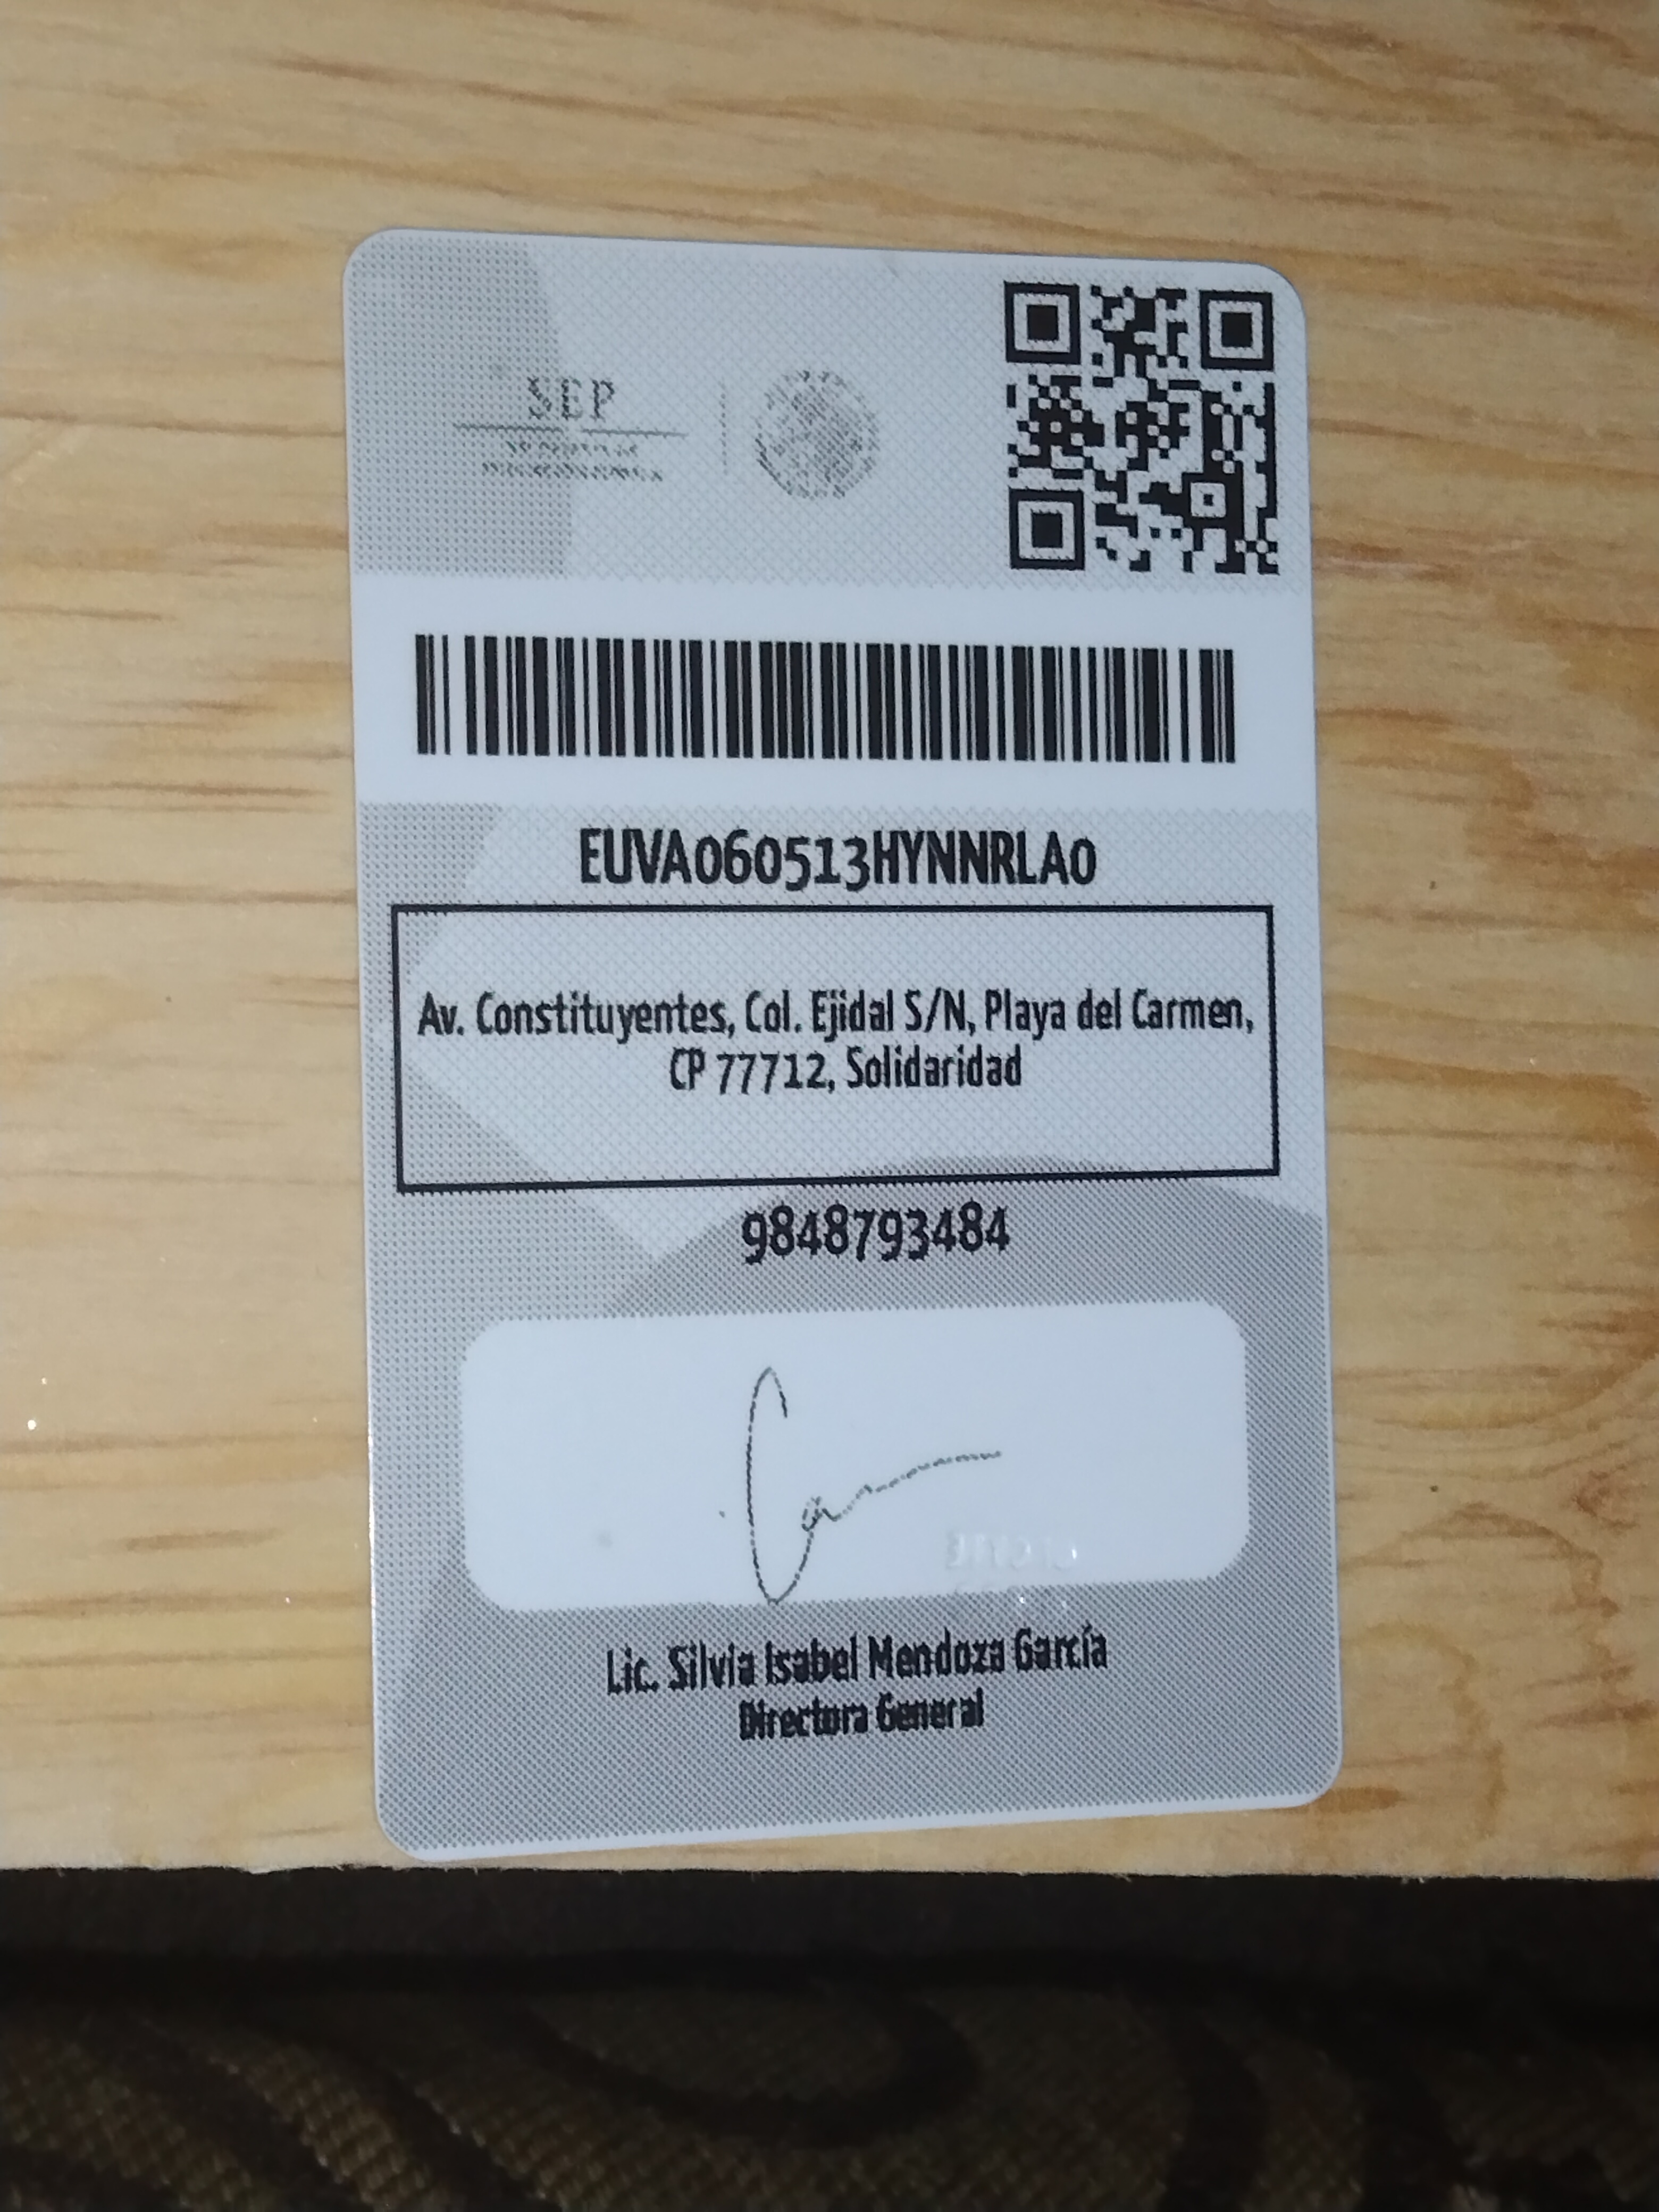 SEP
EUVA060513HYNNRLA0
Av. Constituyentes, Col. Ejidal S/N, Playa del Carmen,
CP 77712, Solidaridad
9848793484
Lic. Silvia Isabel Mendoza García
Directora General